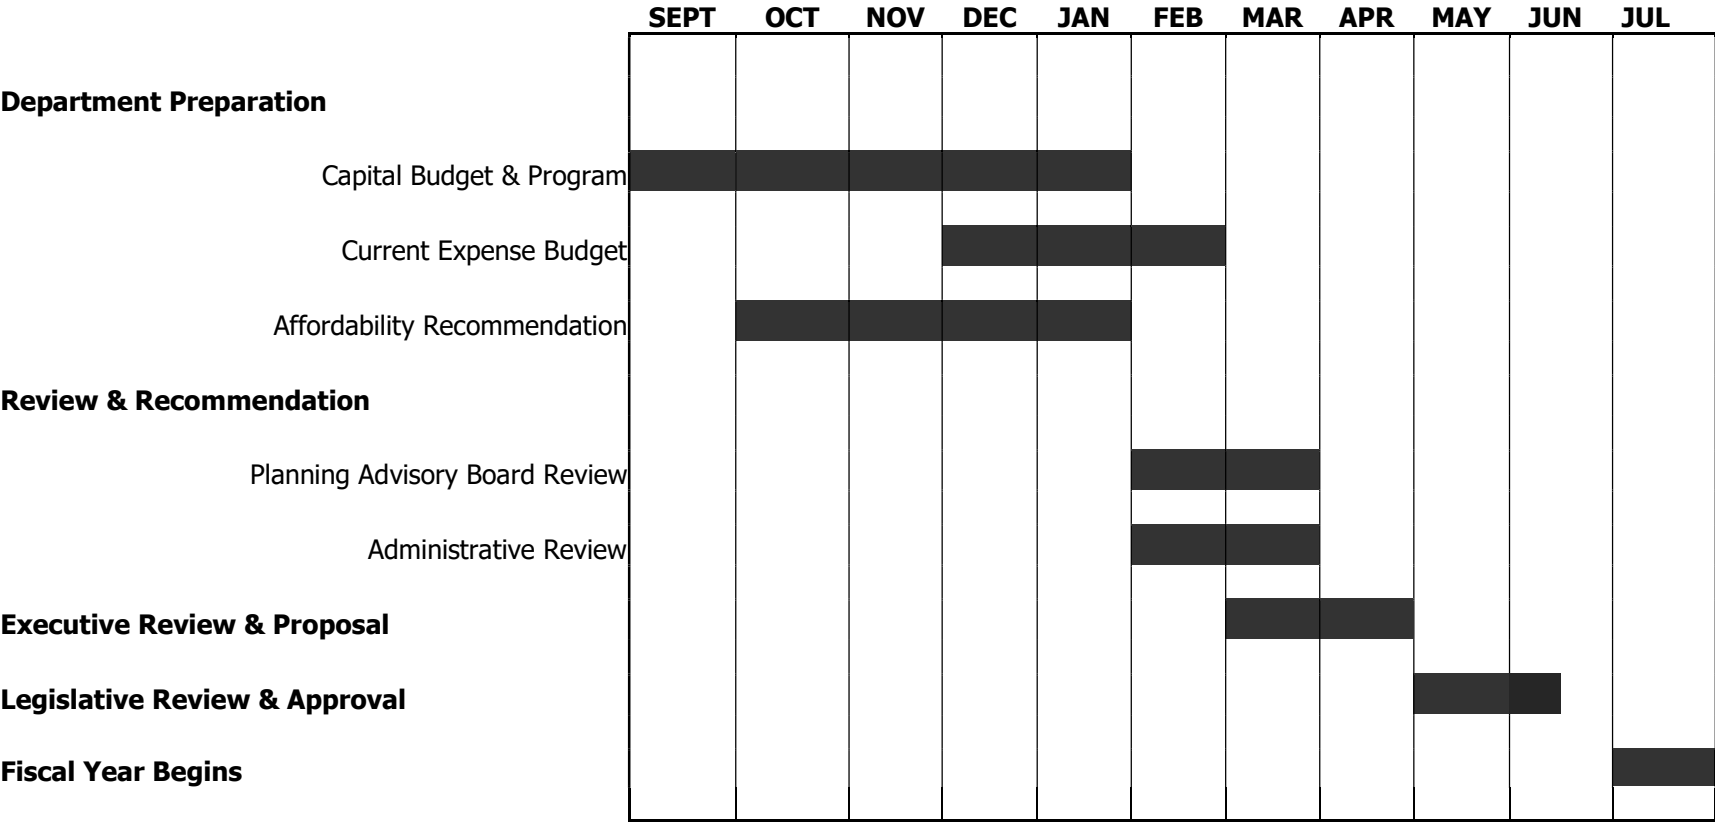 SEPT OCT NOV DEC JAN FEB MAR APR MAY JUN JUL
Department Preparation
Capital Budget & Program
Current Expense Budget
Affordability Recommendation
Review & Recommendation
Planning Advisory Board Review
Administrative Review
Executive Review & Proposal
Legislative Review & Approval
Fiscal Year Begins